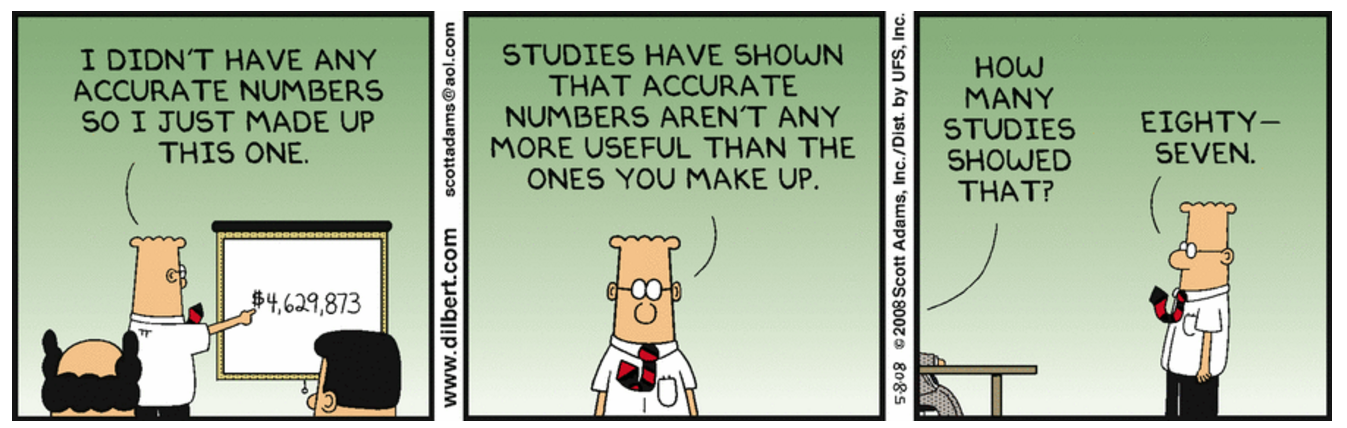 I DIDN'T HAVE ANY
ACCURATE NUMBERS
SO I JUST MADE UP
THIS ONE.
$4,629,873
www.dilbert.com scottadams@aol.com
STUDIES HAVE SHOWN
THAT ACCURATE
NUMBERS AREN'T ANY
MORE USEFUL THAN THE
ONES YOU MAKE UP.
5-8-08 © 2008 Scott Adams, Inc./Dist. by UFS, Inc.
HOW
MANY
STUDIES
SHOWED
THAT?
EIGHTY–
SEVEN.